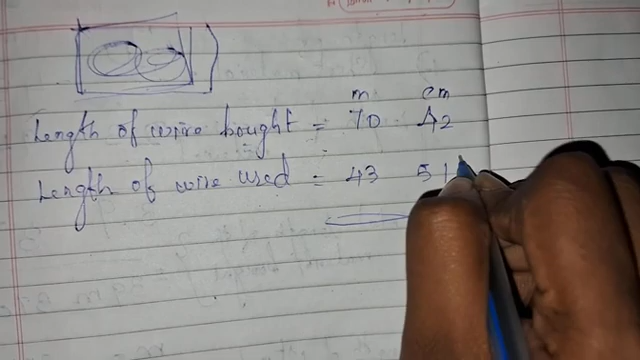 m cm
Length of wire bought = 70 42
Length of wire used = 43 51